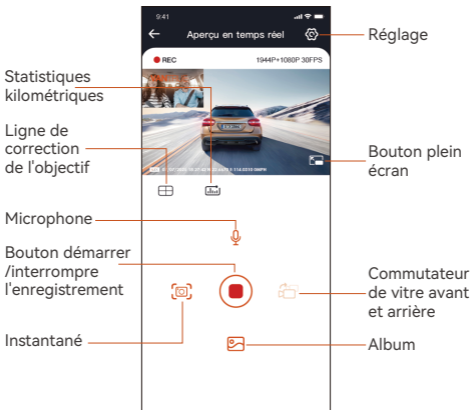 9:41
Aperçu en temps réel
Réglage
REC
1944P+1080P 30FPS
Statistiques
kilométriques
Ligne de
correction
de l'objectif
Bouton plein
écran
Microphone
Bouton démarrer
/interrompre
l'enregistrement
Commutateur
de vitre avant
et arrière
Instantané
Album